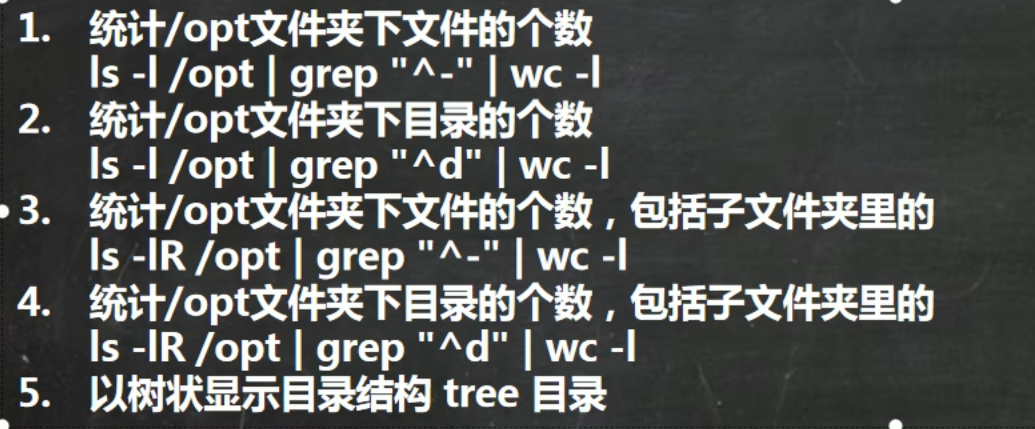 1. 统计/opt文件夹下文件的个数
ls -l /opt | grep "^-" | wc -l
2. 统计/opt文件夹下目录的个数
ls -l /opt | grep "^d" | wc -l
3. 统计/opt文件夹下文件的个数，包括子文件夹里的
ls -lR /opt | grep "^-" | wc -l
4. 统计/opt文件夹下目录的个数，包括子文件夹里的
ls -lR /opt | grep "^d" | wc -l
5. 以树状显示目录结构 tree 目录